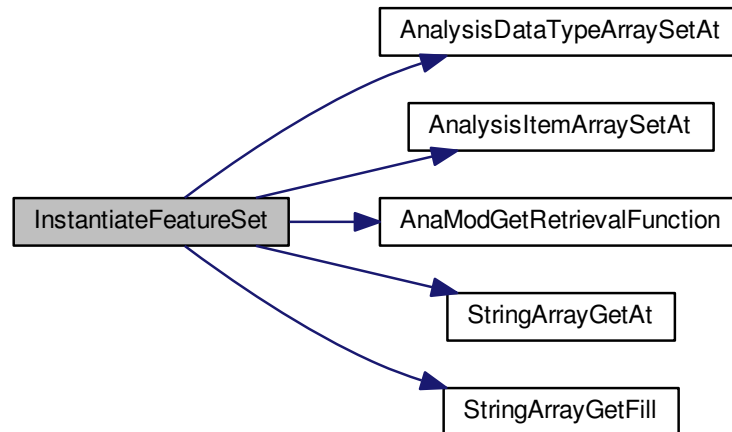 AnalysisDataTypeArraySetAt
AnalysisItemArraySetAt
InstantiateFeatureSet
AnaModGetRetrievalFunction
StringArrayGetAt
StringArrayGetFill